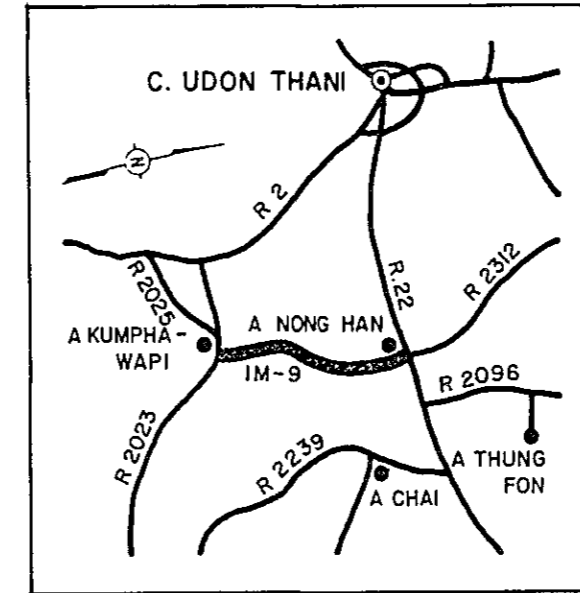 C. UDON THANI
N
R 2
R 2025
R.22
R 2312
A KUMPHA-
WAPI
A NONG HAN
IM-9
R 2096
R 2023
R 2239
A THUNG
FON
A CHAI